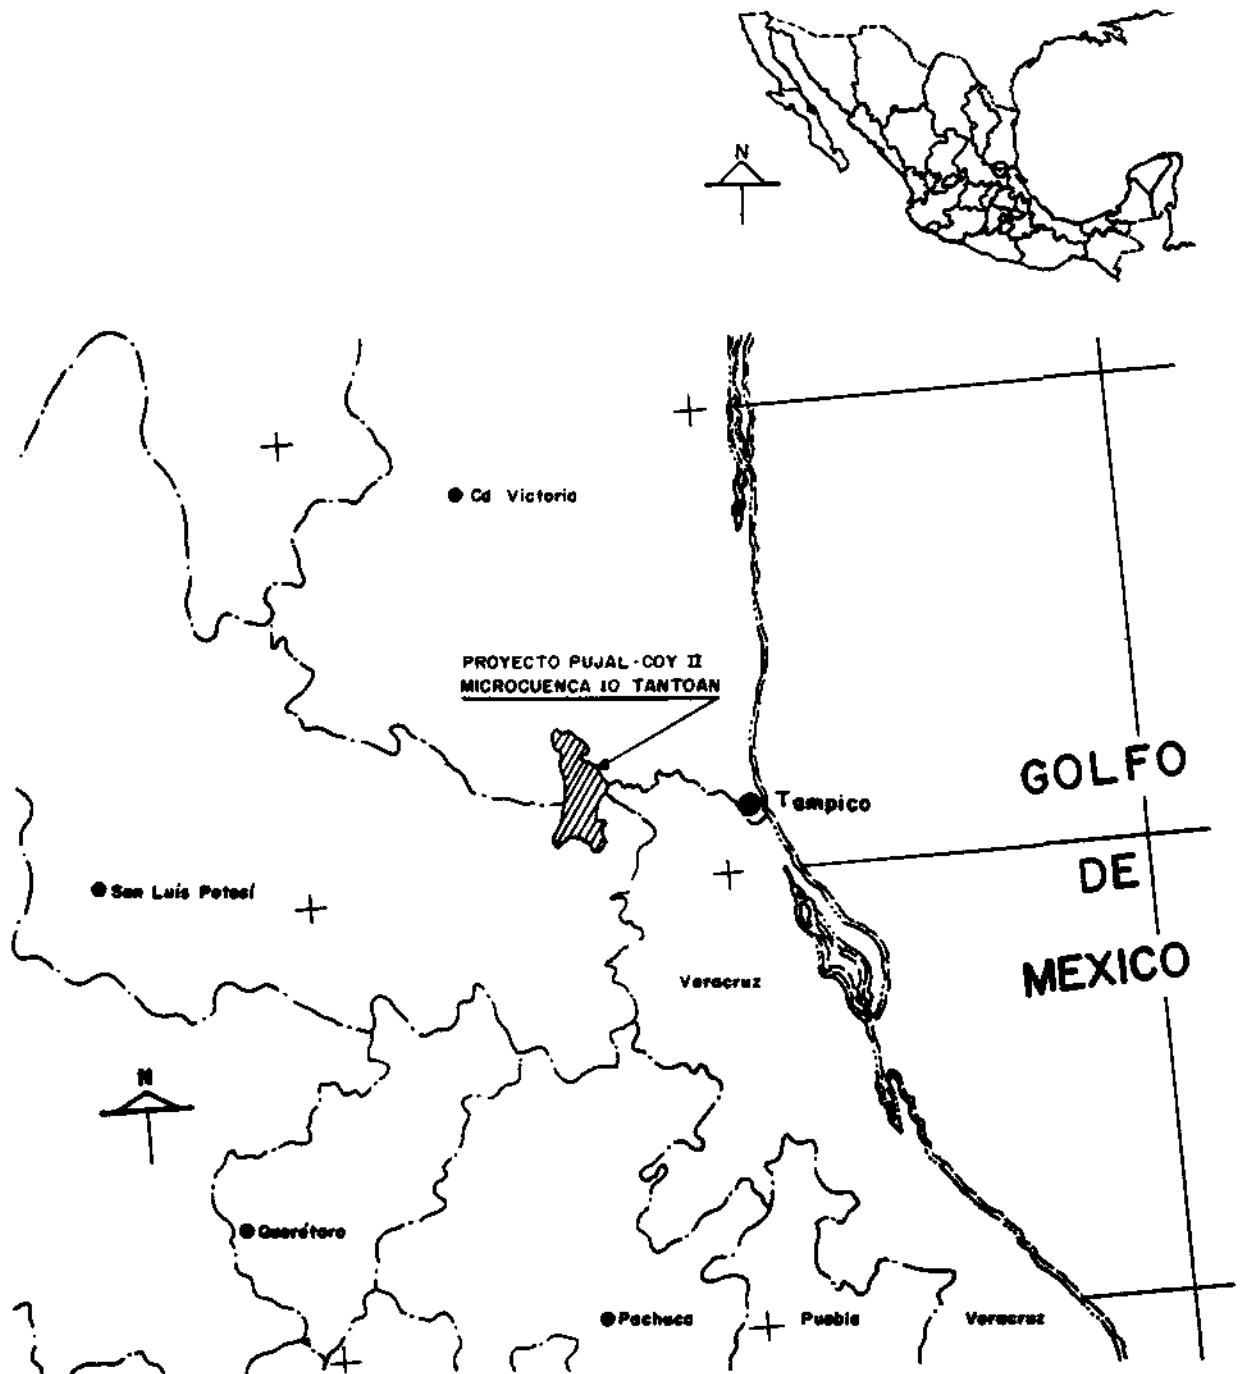 N
Cd Victoria
PROYECTO PUJAL-COY II
MICROCUENCA 10 TANTOAN
GOLFO
Tampico
DE
San Luis Potosí
MEXICO
Veracruz
N
Querétaro
Pachuca
Puebla
Veracruz